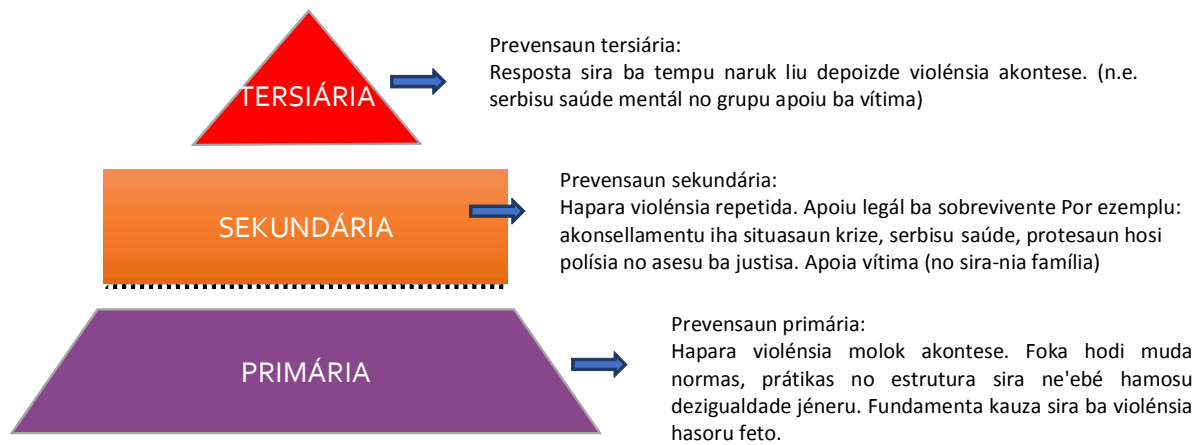 TERSIÁRIA
Prevensaun tersiária:
Resposta sira ba tempu naruk liu depoizde violénsia akontese. (n.e.
serbisu saúde mentál no grupu apoiu ba vítima)
SEKUNDÁRIA
Prevensaun sekundária:
Hapara violénsia repetida. Apoiu legál ba sobrevivente Por ezemplu:
akonsellamentu iha situasaun krize, serbisu saúde, protesaun hosi
polísia no asesu ba justisa. Apoia vítima (no sira-nia família)
PRIMÁRIA
Prevensaun primária:
Hapara violénsia molok akontese. Foka hodi muda
normas, prátikas no estrutura sira ne'ebé hamosu
dezigualdade jéneru. Fundamenta kauza sira ba violénsia
hasoru feto.